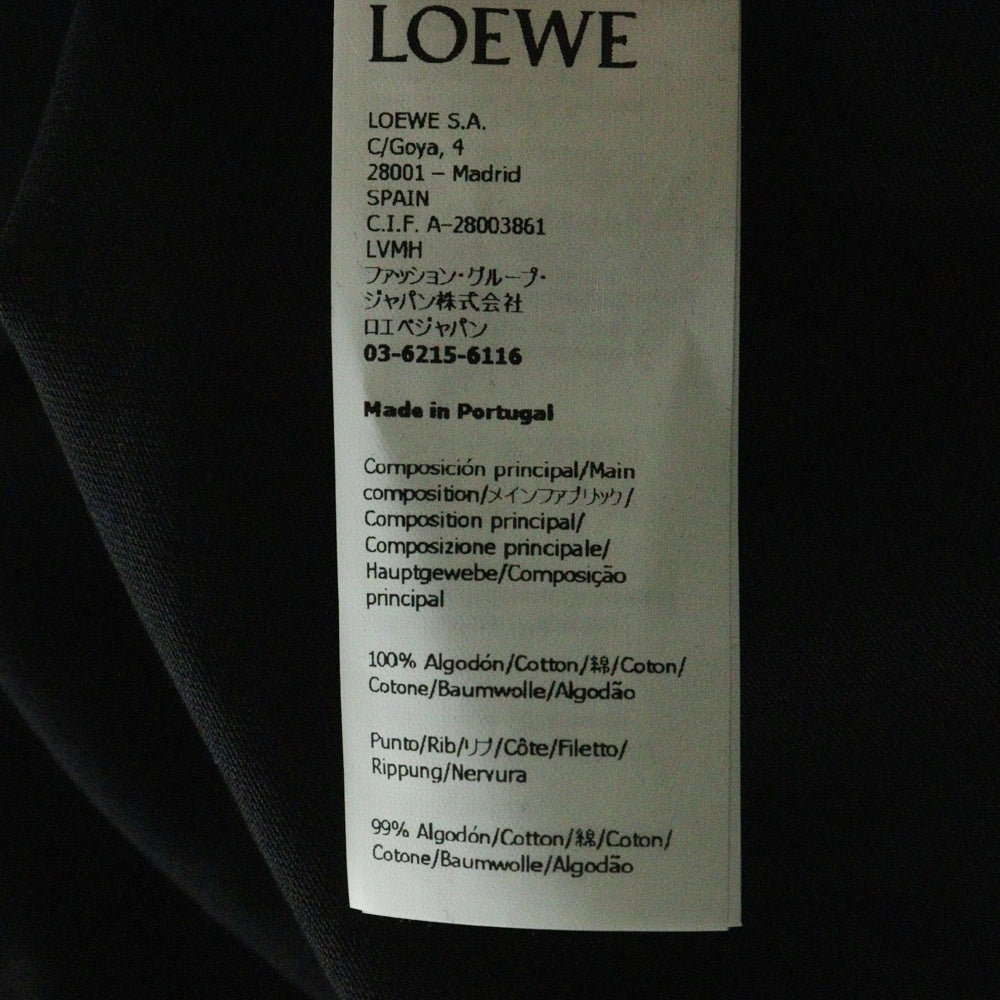 LOEWE
LOEWE S.A.
C/Goya, 4
28001 – Madrid
SPAIN
C.I.F. A-28003861
LVMH
ファッション・グループ・
ジャパン株式会社
ロエベジャパン
03-6215-6116
Made in Portugal
Composición principal/Main
composition/メインファブリック/
Composition principal/
Composizione principale/
Hauptgewebe/Composição
principal
100% Algodón/Cotton/綿/Coton/
Cotone/Baumwolle/Algodão
Punto/Rib/リブ/Côte/Filetto/
Rippung/Nervura
99% Algodón/Cotton/綿/Coton/
Cotone/Baumwolle/Algodão